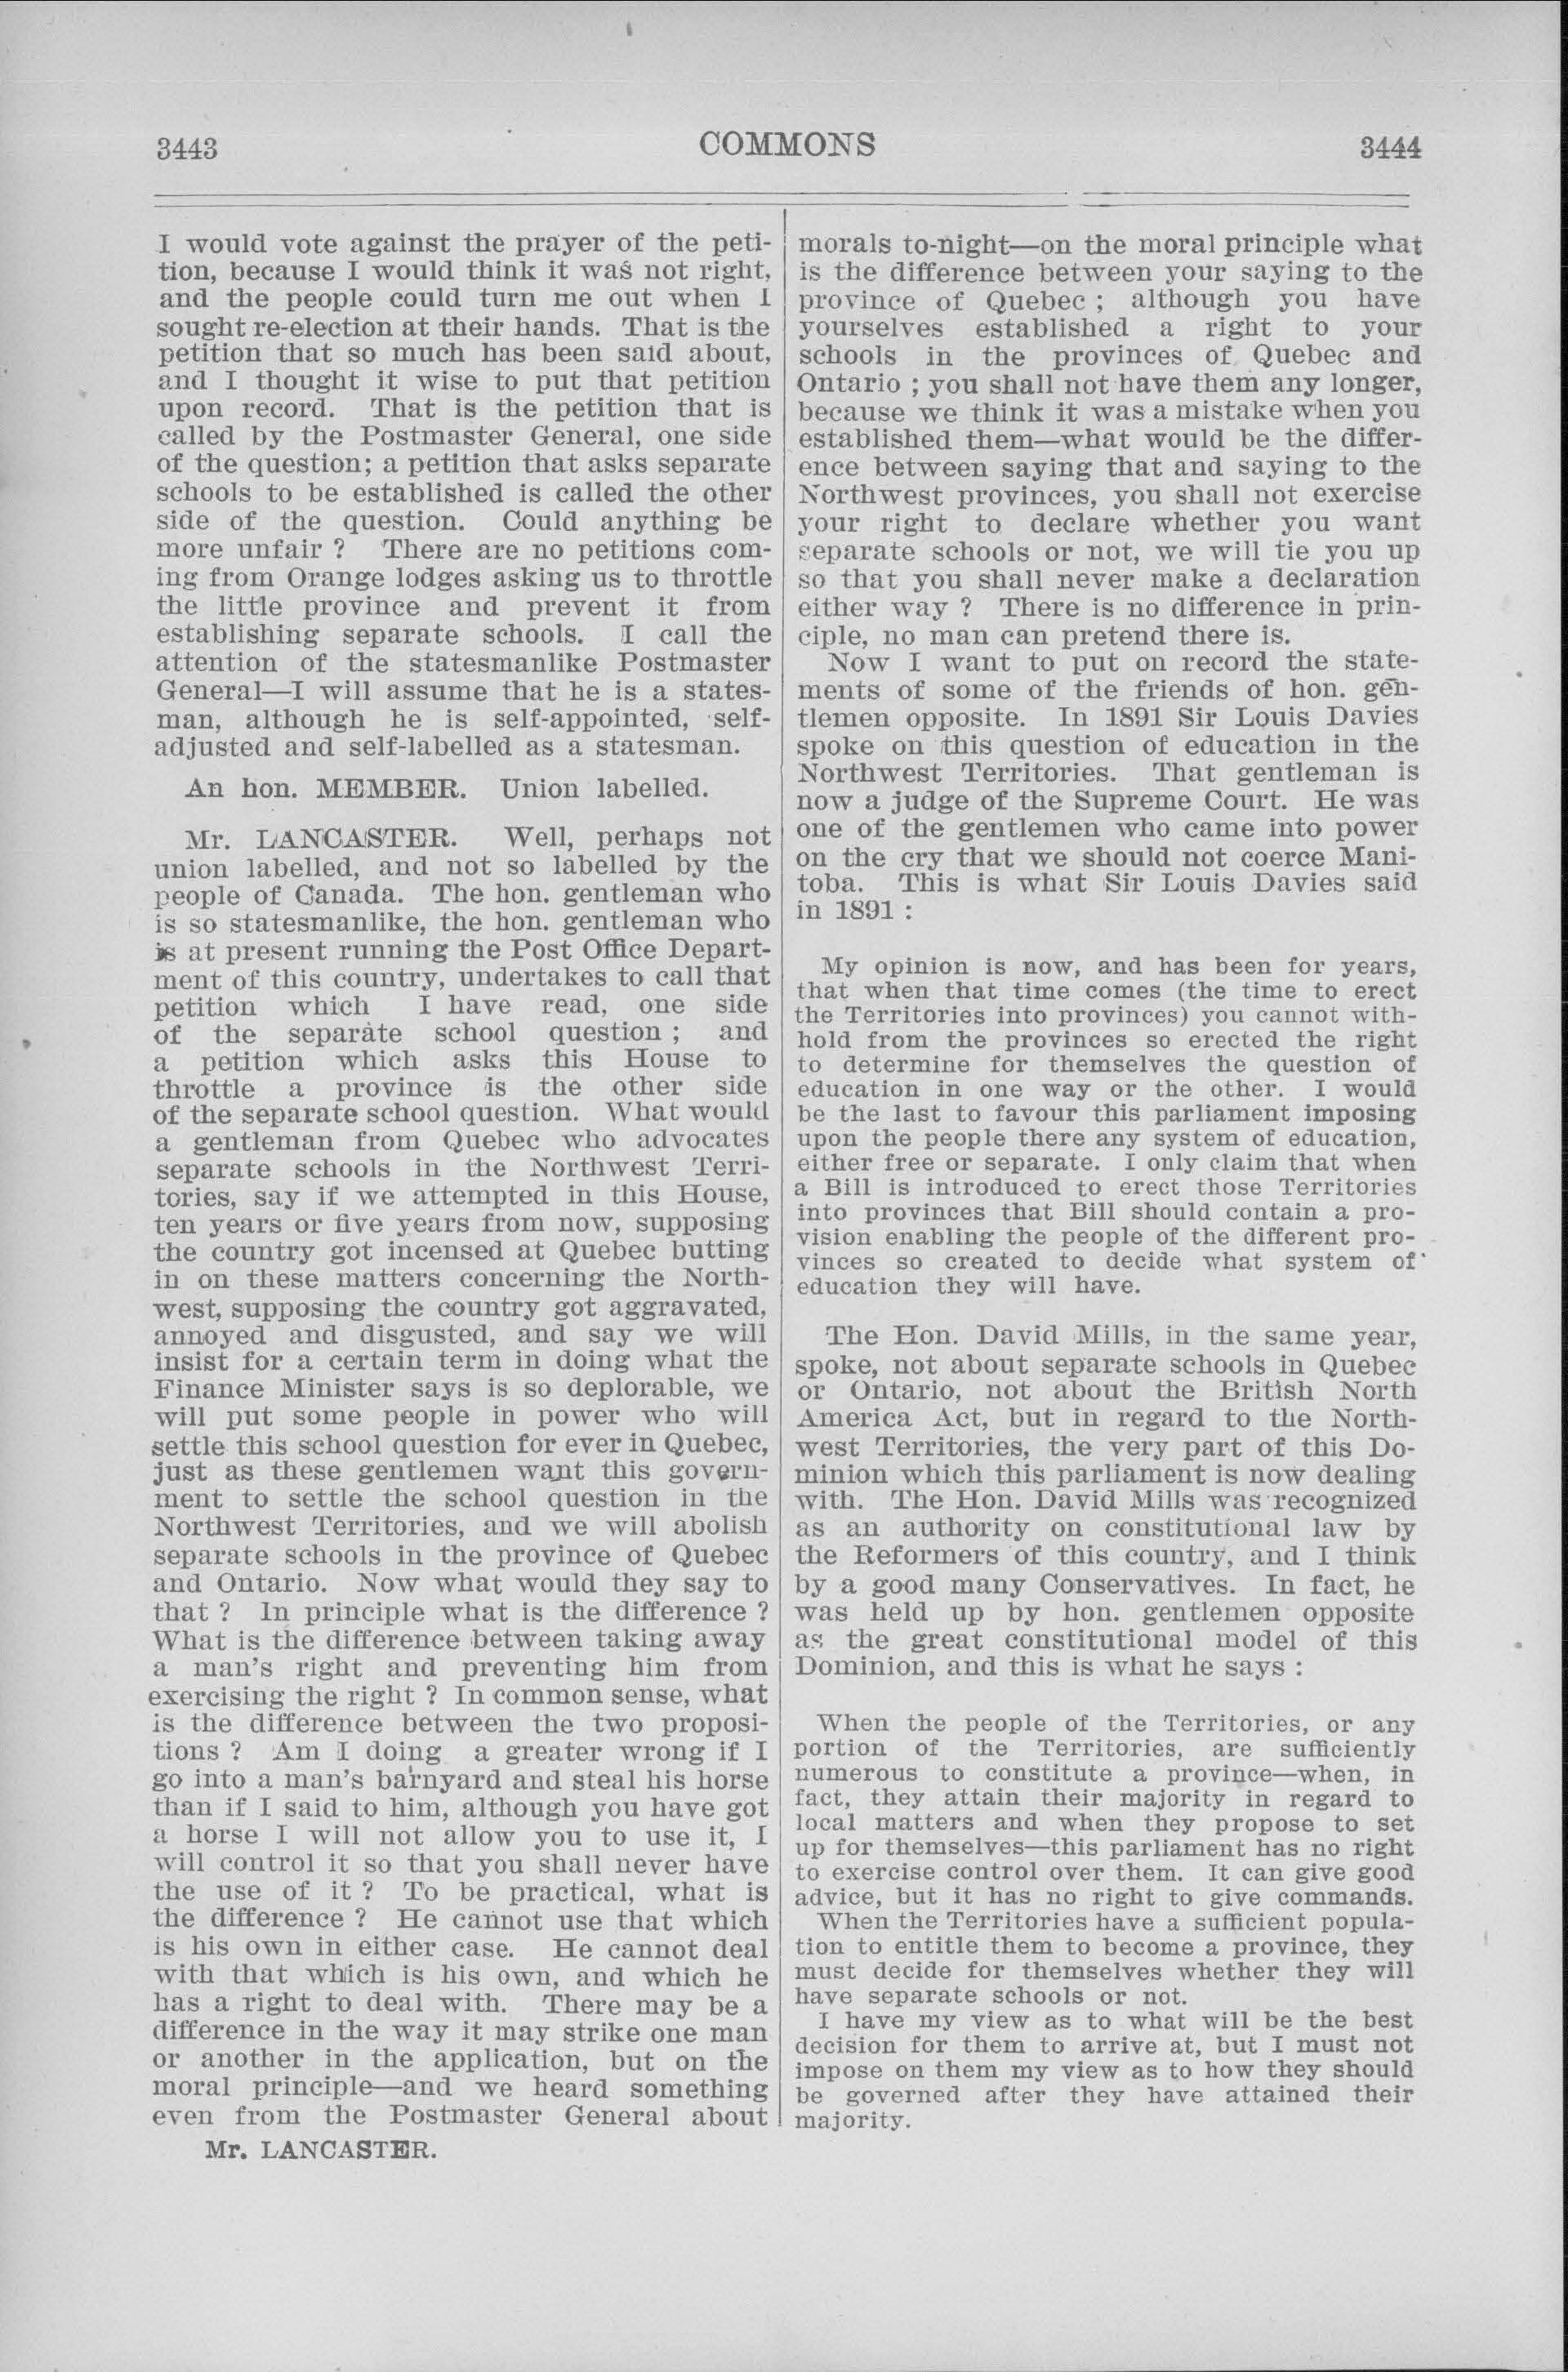 3443
COMMONS
3444
I would vote against the prayer of the peti-
tion, because I would think it was not right,
and the people could turn me out when I
sought re-election at their hands. That is the
petition that so much has been said about,
and I thought it wise to put that petition
upon record. That is the petition that is
called by the Postmaster General, one side
of the question; a petition that asks separate
schools to be established is called the other
side of the question. Could anything be
more unfair ? There are no petitions com-
ing from Orange lodges asking us to throttle
the little province and prevent it from
establishing separate schools. I call the
attention of the statesmanlike Postmaster
General—I will assume that he is a states-
man, although he is self-appointed, self-
adjusted and self-labelled as a statesman.
An hon. MEMBER. Union labelled.
Mr. LANCASTER. Well, perhaps not
union labelled, and not so labelled by the
people of Canada. The hon. gentleman who
is so statesmanlike, the hon. gentleman who
is at present running the Post Office Depart-
ment of this country, undertakes to call that
petition which I have read, one side
of the separate school question ; and
a petition which asks this House to
throttle a province is the other side
of the separate school question. What would
a gentleman from Quebec who advocates
separate schools in the Northwest Terri-
tories, say if we attempted in this House,
ten years or five years from now, supposing
the country got incensed at Quebec butting
in on these matters concerning the North-
west, supposing the country got aggravated,
annoyed and disgusted, and say we will
insist for a certain term in doing what the
Finance Minister says is so deplorable, we
will put some people in power who will
settle this school question for ever in Quebec,
just as these gentlemen want this govern-
ment to settle the school question in the
Northwest Territories, and we will abolish
separate schools in the province of Quebec
and Ontario. Now what would they say to
that ? In principle what is the difference ?
What is the difference between taking away
a man's right and preventing him from
exercising the right ? In common sense, what
is the difference between the two proposi-
tions ? Am I doing a greater wrong if I
go into a man's barnyard and steal his horse
than if I said to him, although you have got
a horse I will not allow you to use it, I
will control it so that you shall never have
the use of it ? To be practical, what is
the difference ? He cannot use that which
is his own in either case. He cannot deal
with that which is his own, and which he
has a right to deal with. There may be a
difference in the way it may strike one man
or another in the application, but on the
moral principle—and we heard something
even from the Postmaster General about
Mr. LANCASTER.
morals to-night—on the moral principle what
is the difference between your saying to the
province of Quebec ; although you have
yourselves established a right to your
schools in the provinces of Quebec and
Ontario ; you shall not have them any longer,
because we think it was a mistake when you
established them—what would be the differ-
ence between saying that and saying to the
Northwest provinces, you shall not exercise
your right to declare whether you want
separate schools or not, we will tie you up
so that you shall never make a declaration
either way ? There is no difference in prin-
ciple, no man can pretend there is.
Now I want to put on record the state-
ments of some of the friends of hon. gen-
tlemen opposite. In 1891 Sir Louis Davies
spoke on this question of education in the
Northwest Territories. That gentleman is
now a judge of the Supreme Court. He was
one of the gentlemen who came into power
on the cry that we should not coerce Mani-
toba. This is what Sir Louis Davies said
in 1891 :
My opinion is now, and has been for years,
that when that time comes (the time to erect
the Territories into provinces) you cannot with-
hold from the provinces so erected the right
to determine for themselves the question of
education in one way or the other. I would
be the last to favour this parliament imposing
upon the people there any system of education,
either free or separate. I only claim that when
a Bill is introduced to erect those Territories
into provinces that Bill should contain a pro-
vision enabling the people of the different pro-
vinces so created to decide what system of
education they will have.
The Hon. David Mills, in the same year,
spoke, not about separate schools in Quebec
or Ontario, not about the British North
America Act, but in regard to the North-
west Territories, the very part of this Do-
minion which this parliament is now dealing
with. The Hon. David Mills was recognized
as an authority on constitutional law by
the Reformers of this country, and I think
by a good many Conservatives. In fact, he
was held up by hon. gentlemen opposite
as the great constitutional model of this
Dominion, and this is what he says :
When the people of the Territories, or any
portion of the Territories, are sufficiently
numerous to constitute a province—when, in
fact, they attain their majority in regard to
local matters and when they propose to set
up for themselves—this parliament has no right
to exercise control over them. It can give good
advice, but it has no right to give commands.
When the Territories have a sufficient popula-
tion to entitle them to become a province, they
must decide for themselves whether they will
have separate schools or not.
I have my view as to what will be the best
decision for them to arrive at, but I must not
impose on them my view as to how they should
be governed after they have attained their
majority.